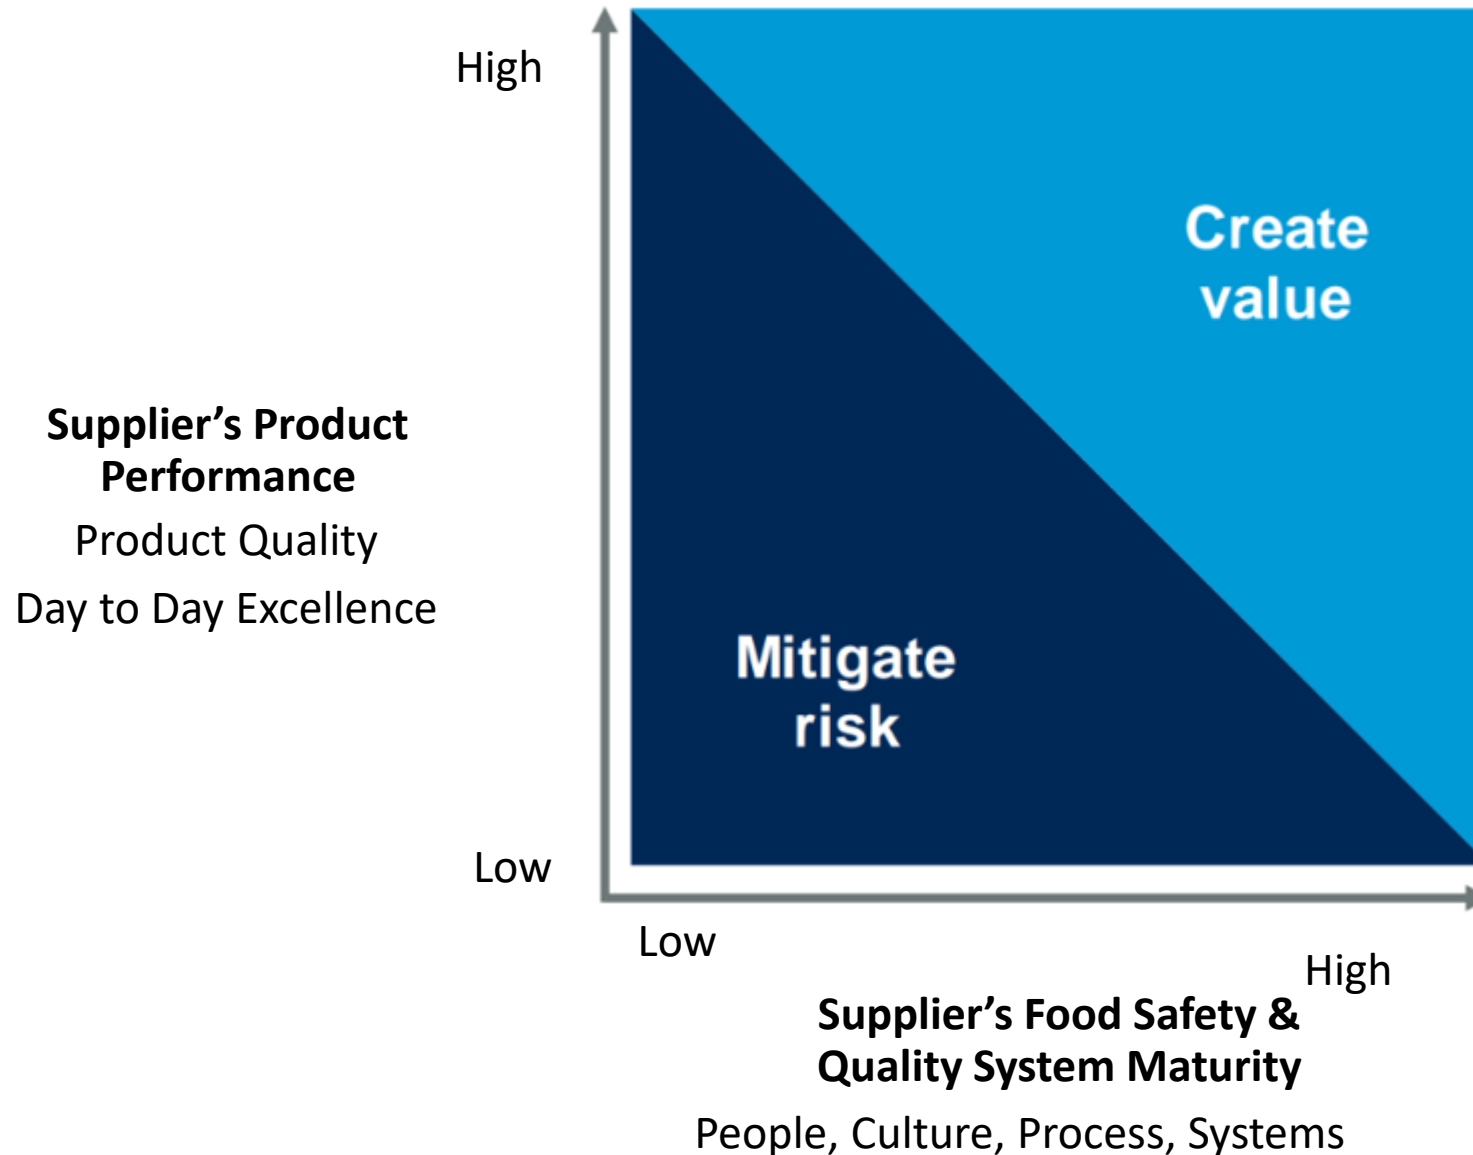 High
Create
value
Supplier’s Product
Performance
Product Quality
Day to Day Excellence
Mitigate
risk
Low
Low
High
Supplier’s Food Safety &
Quality System Maturity
People, Culture, Process, Systems